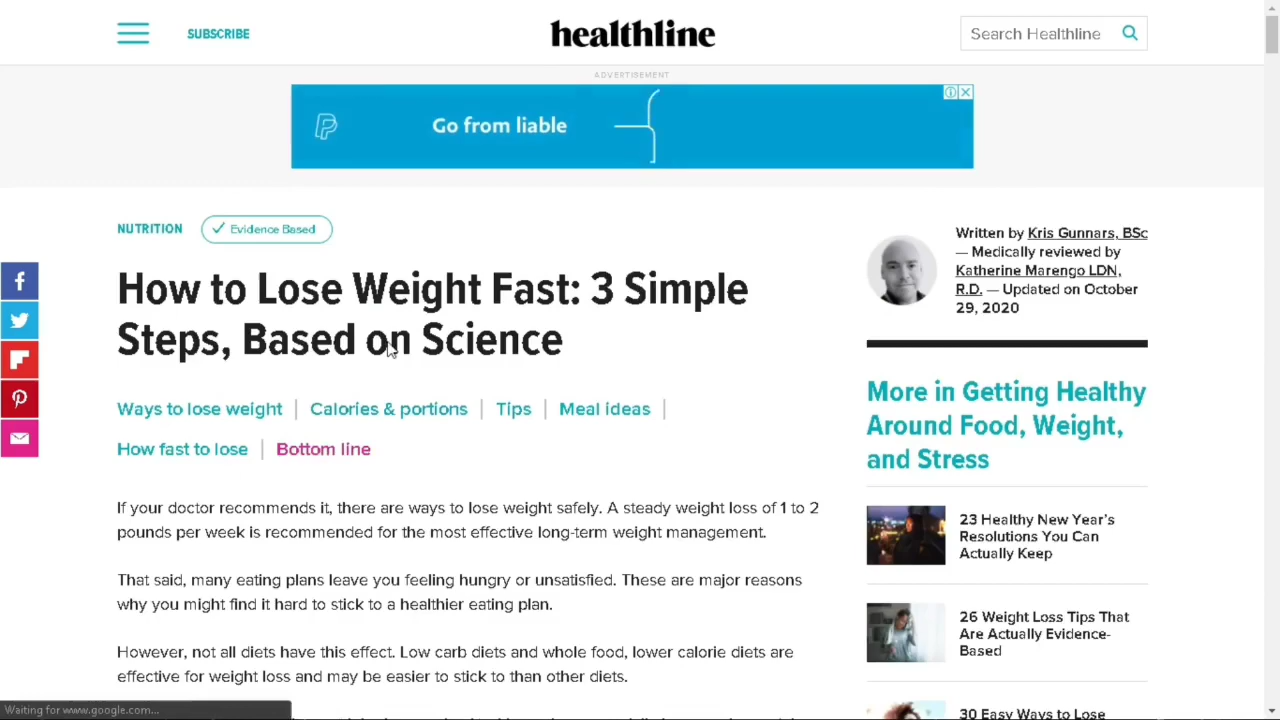 SUBSCRIBE
healthline
Search Healthline
ADVERTISEMENT
Go from liable
NUTRITION
Evidence Based
How to Lose Weight Fast: 3 Simple
Steps, Based on Science
Ways to lose weight
Calories & portions
Tips
Meal ideas
How fast to lose
Bottom line
If your doctor recommends it, there are ways to lose weight safely. A steady weight loss of 1 to 2
pounds per week is recommended for the most effective long-term weight management.
That said, many eating plans leave you feeling hungry or unsatisfied. These are major reasons
why you might find it hard to stick to a healthier eating plan.
However, not all diets have this effect. Low carb diets and whole food, lower calorie diets are
effective for weight loss and may be easier to stick to than other diets.
Written by Kris Gunnars, BSc
— Medically reviewed by
Katherine Marengo LDN,
R.D. — Updated on October
29, 2020
More in Getting Healthy
Around Food, Weight,
and Stress
23 Healthy New Year's
Resolutions You Can
Actually Keep
26 Weight Loss Tips That
Are Actually Evidence-
Based
30 Easy Ways to Lose
Waiting for www.google.com...